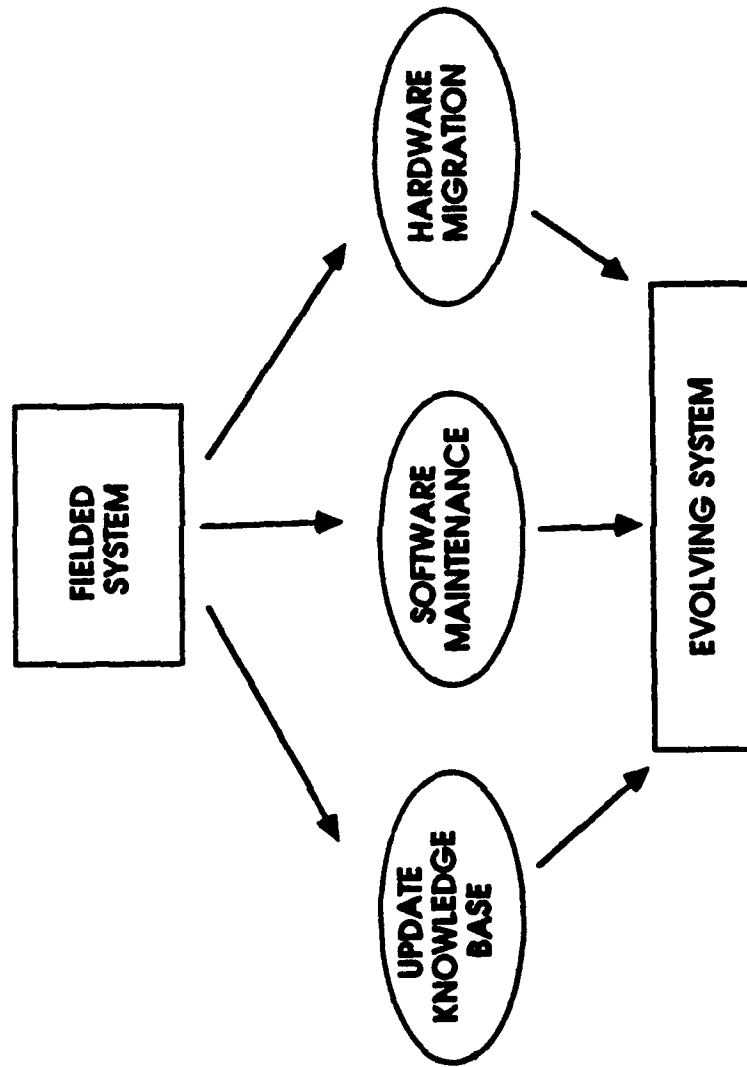 FIELDED
SYSTEM
UPDATE
KNOWLEDGE
BASE
SOFTWARE
MAINTENANCE
HARDWARE
MIGRATION
EVOLVING SYSTEM